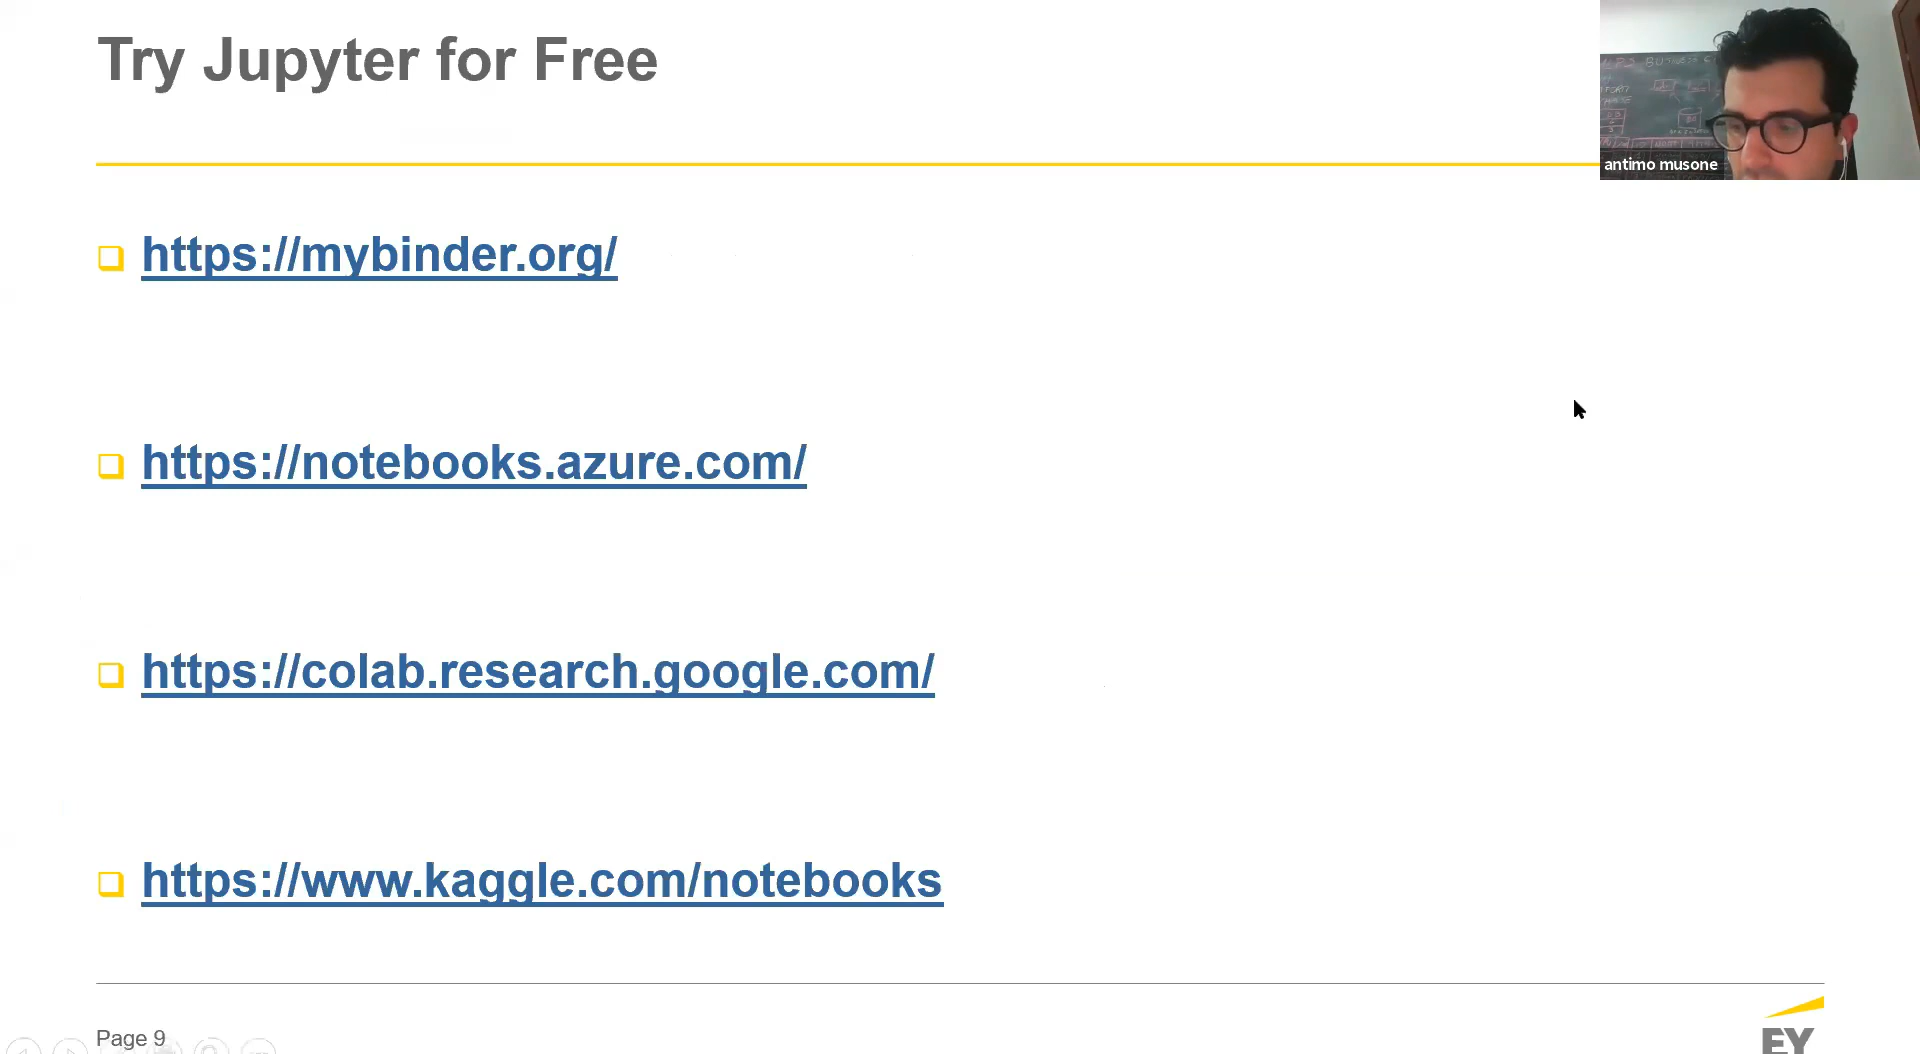 Try Jupyter for Free
antimo musone
https://mybinder.org/
https://notebooks.azure.com/
https://colab.research.google.com/
https://www.kaggle.com/notebooks
Page 9
EY